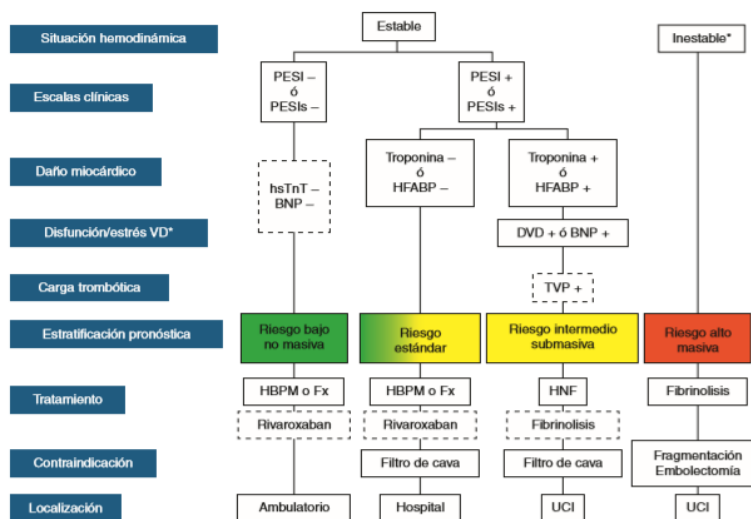 Situación hemodinámica
Estable
Inestable*
Escalas clínicas
PESI –
ó
PESIs –
PESI +
ó
PESIs +
Daño miocárdico
hsTnT –
BNP –
Troponina –
ó
HFABP –
Troponina +
ó
HFABP +
Disfunción/estrés VD*
DVD + ó BNP +
Carga trombótica
TVP +
Estratificación pronóstica
Riesgo bajo
no masiva
Riesgo
estándar
Riesgo intermedio
submasiva
Riesgo alto
masiva
Tratamiento
HBPM o Fx
HBPM o Fx
HNF
Fibrinolisis
Rivaroxaban
Rivaroxaban
Fibrinolisis
Contraindicación
Filtro de cava
Filtro de cava
Fragmentación
Embolectomía
Localización
Ambulatorio
Hospital
UCI
UCI